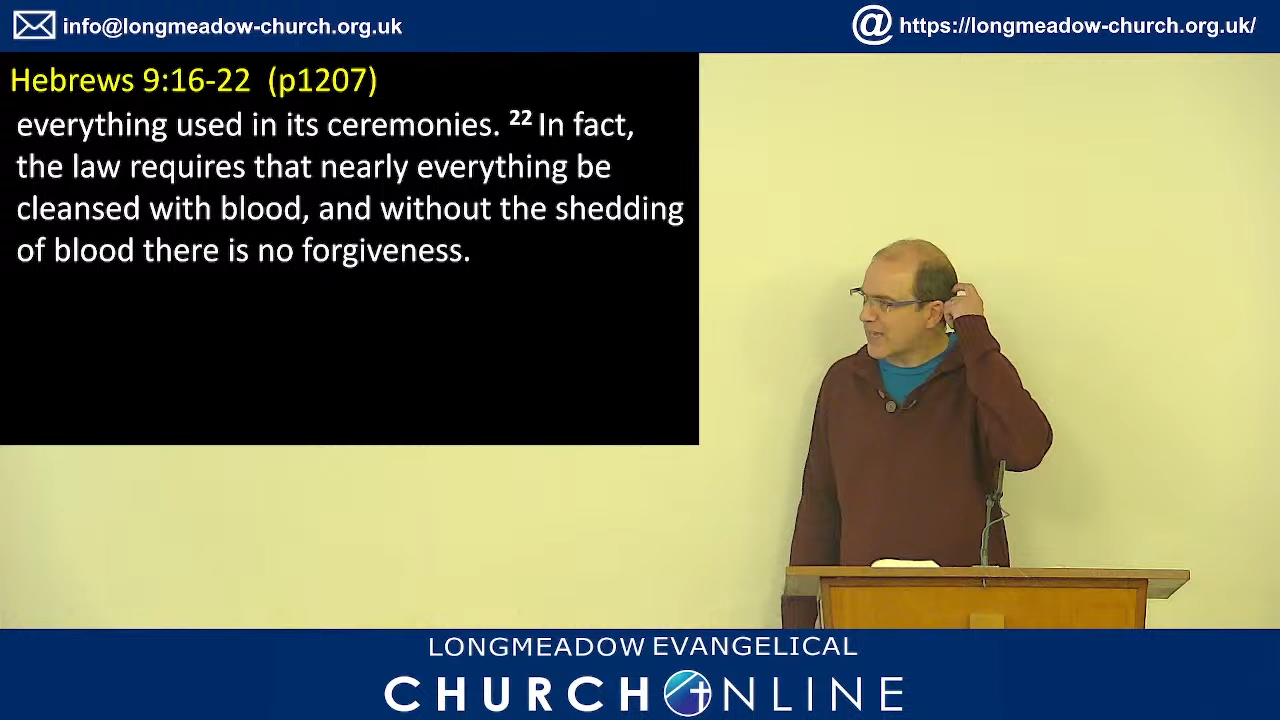 info@longmeadow-church.org.uk
https://longmeadow-church.org.uk/
Hebrews 9:16-22 (p1207)
everything used in its ceremonies. 22 In fact,
the law requires that nearly everything be
cleansed with blood, and without the shedding
of blood there is no forgiveness.
LONGMEADOW EVANGELICAL
CHURCH ONLINE